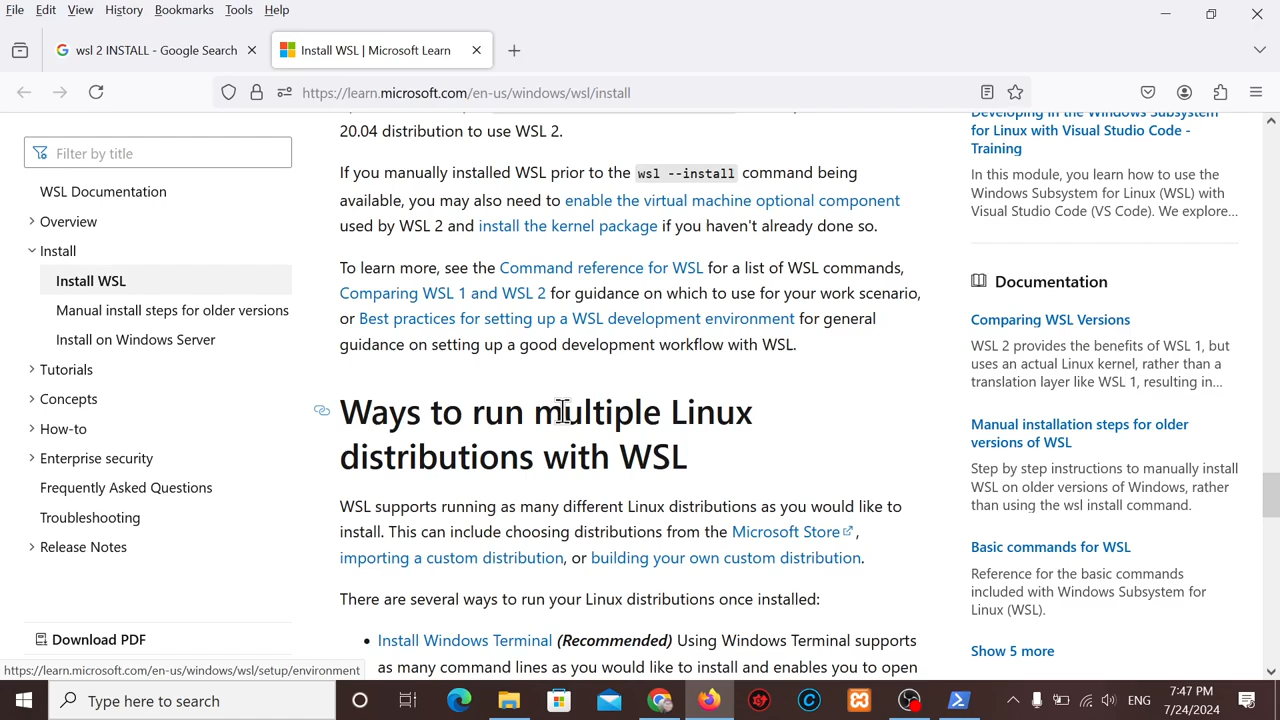 File Edit View History Bookmarks Tools Help
wsl 2 INSTALL - Google Search
Install WSL | Microsoft Learn
https://learn.microsoft.com/en-us/windows/wsl/install
Filter by title
WSL Documentation
Overview
Install
Install WSL
Manual install steps for older versions
Install on Windows Server
Tutorials
Concepts
How-to
Enterprise security
Frequently Asked Questions
Troubleshooting
Release Notes
Download PDF
https://learn.microsoft.com/en-us/windows/wsl/setup/environment
20.04 distribution to use WSL 2.
If you manually installed WSL prior to the wsl --install command being
available, you may also need to enable the virtual machine optional component
used by WSL 2 and install the kernel package if you haven't already done so.
To learn more, see the Command reference for WSL for a list of WSL commands,
Comparing WSL 1 and WSL 2 for guidance on which to use for your work scenario,
or Best practices for setting up a WSL development environment for general
guidance on setting up a good development workflow with WSL.
Ways to run multiple Linux
distributions with WSL
WSL supports running as many different Linux distributions as you would like to
install. This can include choosing distributions from the Microsoft Store,
importing a custom distribution, or building your own custom distribution.
There are several ways to run your Linux distributions once installed:
• Install Windows Terminal (Recommended) Using Windows Terminal supports
as many command lines as you would like to install and enables you to open
Developing in the Windows Subsystem
for Linux with Visual Studio Code -
Training
In this module, you learn how to use the
Windows Subsystem for Linux (WSL) with
Visual Studio Code (VS Code). We explore...
Documentation
Comparing WSL Versions
WSL 2 provides the benefits of WSL 1, but
uses an actual Linux kernel, rather than a
translation layer like WSL 1, resulting in...
Manual installation steps for older
versions of WSL
Step by step instructions to manually install
WSL on older versions of Windows, rather
than using the wsl install command.
Basic commands for WSL
Reference for the basic commands
included with Windows Subsystem for
Linux (WSL).
Show 5 more
Type here to search
ENG
7:47 PM
7/24/2024